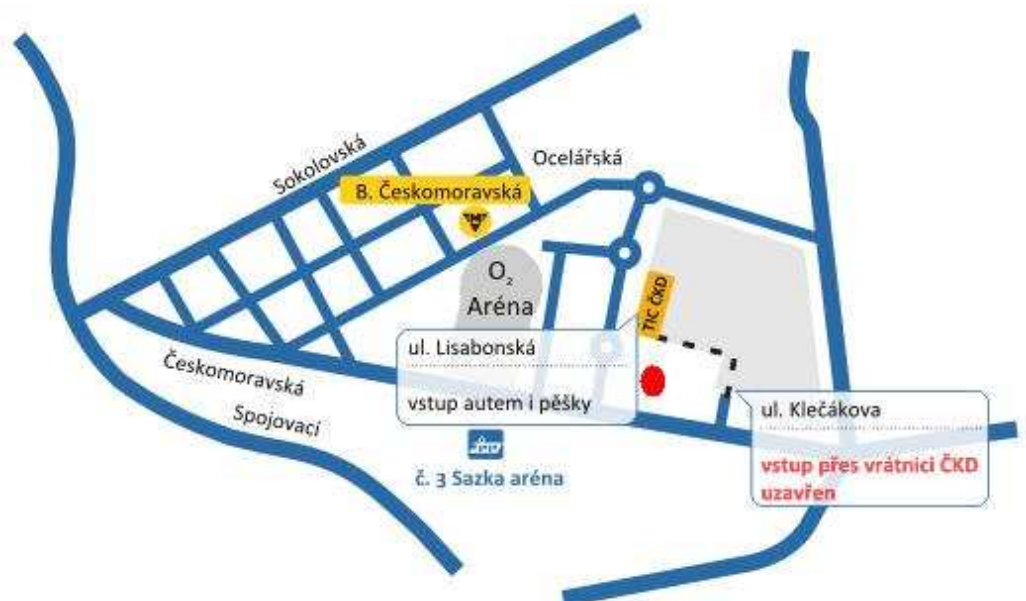 Sokolovská
Ocelářská
B. Českomoravská
O₂
Aréna
TIC ČKD
ul. Lisabonská
vstup autem i pěšky
Českomoravská
Spojovací
č. 3 Sazka aréna
ul. Klečákova
vstup přes vrátnici ČKD
uzavřen